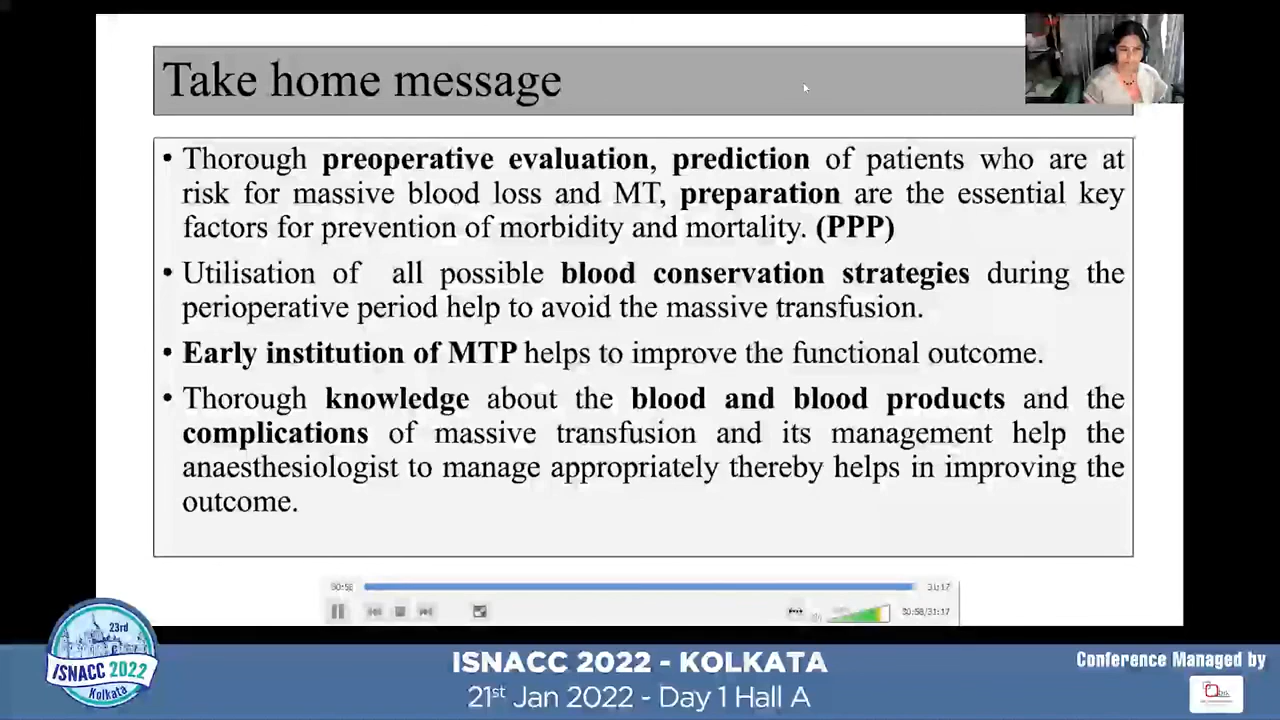 Take home message
• Thorough preoperative evaluation, prediction of patients who are at
risk for massive blood loss and MT, preparation are the essential key
factors for prevention of morbidity and mortality. (PPP)
• Utilisation of all possible blood conservation strategies during the
perioperative period help to avoid the massive transfusion.
• Early institution of MTP helps to improve the functional outcome.
• Thorough knowledge about the blood and blood products and the
complications of massive transfusion and its management help the
anaesthesiologist to manage appropriately thereby helps in improving the
outcome.
30:58
31:17
30:58/31:17
23rd
ISNACC 2022
Kolkata
ISNACC 2022 - KOLKATA
21st Jan 2022 - Day 1 Hall A
Conference Managed by